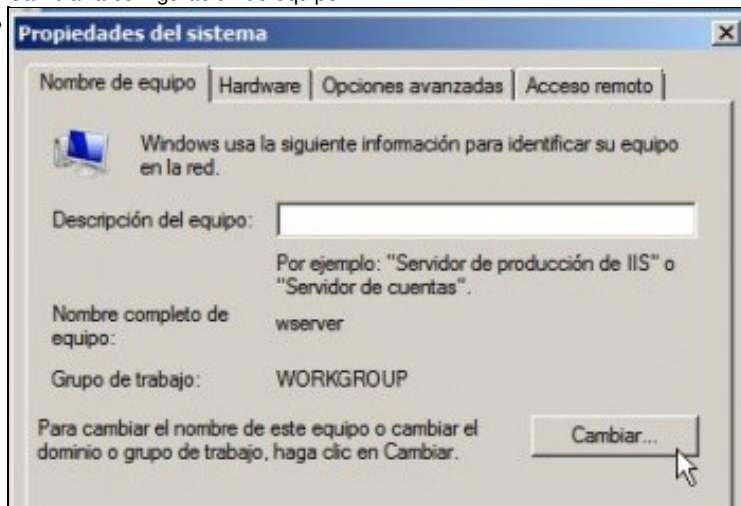 Propiedades del sistema
Nombre de equipo Hardware Opciones avanzadas Acceso remoto
Windows usa la siguiente información para identificar su equipo
en la red.
Descripción del equipo:
Por ejemplo: "Servidor de producción de IIS" o
"Servidor de cuentas".
Nombre completo de
equipo:
wserver
Grupo de trabajo: WORKGROUP
Para cambiar el nombre de este equipo o cambiar el
dominio o grupo de trabajo, haga clic en Cambiar.
Cambiar...